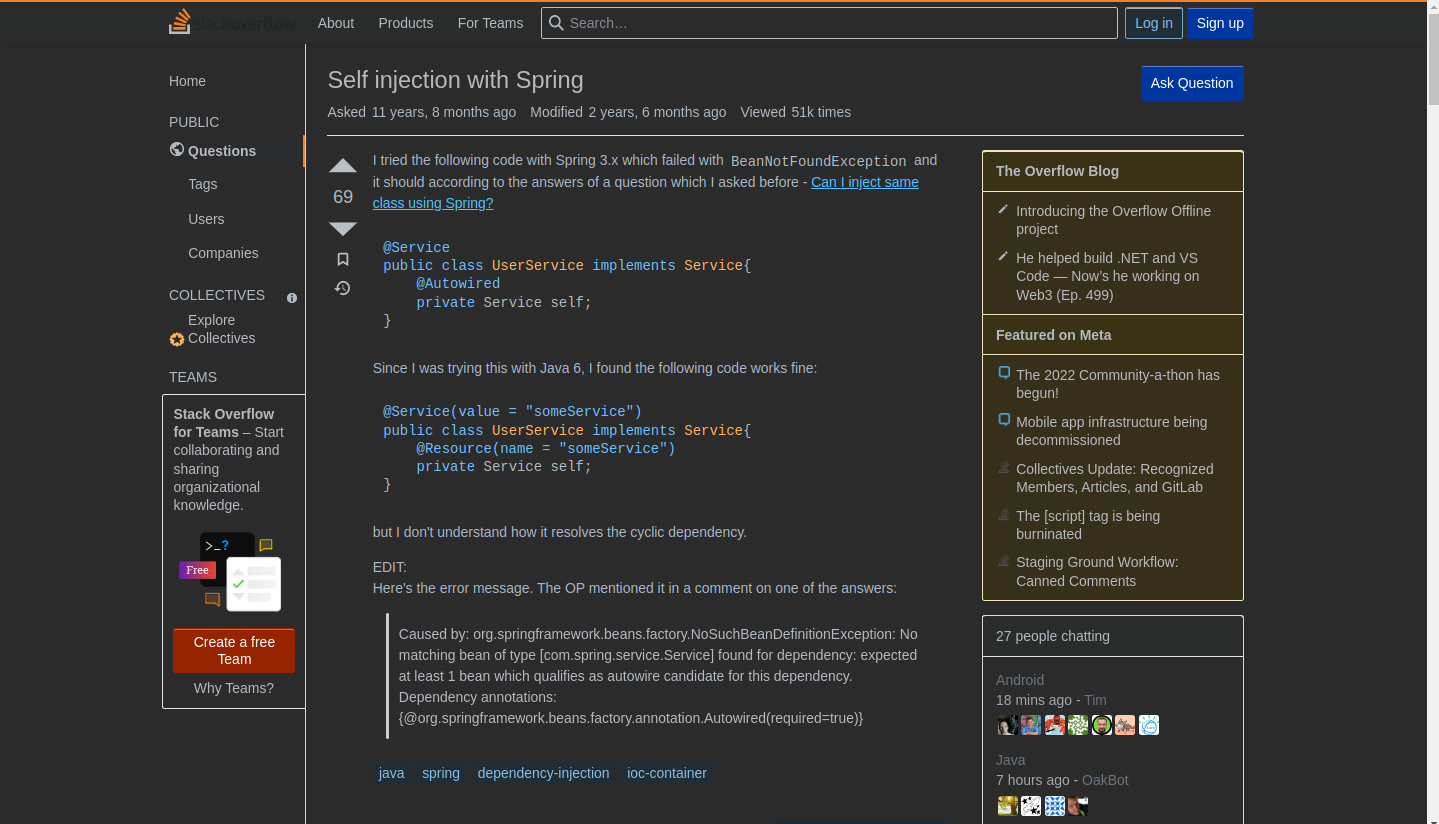 stack overflow About Products For Teams Search… Log in Sign up
Home
PUBLIC
Questions
Tags
Users
Companies
COLLECTIVES
Explore
Collectives
TEAMS
Stack Overflow
for Teams – Start
collaborating and
sharing
organizational
knowledge.
>_?
Free
Create a free
Team
Why Teams?
Self injection with Spring
Ask Question
Asked 11 years, 8 months ago Modified 2 years, 6 months ago Viewed 51k times
69
I tried the following code with Spring 3.x which failed with BeanNotFoundException and
it should according to the answers of a question which I asked before - Can I inject same
class using Spring?
@Service
public class UserService implements Service{
    @Autowired
    private Service self;
}
Since I was trying this with Java 6, I found the following code works fine:
@Service(value = "someService")
public class UserService implements Service{
    @Resource(name = "someService")
    private Service self;
}
but I don't understand how it resolves the cyclic dependency.
EDIT:
Here's the error message. The OP mentioned it in a comment on one of the answers:
Caused by: org.springframework.beans.factory.NoSuchBeanDefinitionException: No
matching bean of type [com.spring.service.Service] found for dependency: expected
at least 1 bean which qualifies as autowire candidate for this dependency.
Dependency annotations:
{@org.springframework.beans.factory.annotation.Autowired(required=true)}
java spring dependency-injection ioc-container
The Overflow Blog
Introducing the Overflow Offline
project
He helped build .NET and VS
Code — Now’s he working on
Web3 (Ep. 499)
Featured on Meta
The 2022 Community-a-thon has
begun!
Mobile app infrastructure being
decommissioned
Collectives Update: Recognized
Members, Articles, and GitLab
The [script] tag is being
burninated
Staging Ground Workflow:
Canned Comments
27 people chatting
Android
18 mins ago - Tim
Java
7 hours ago - OakBot